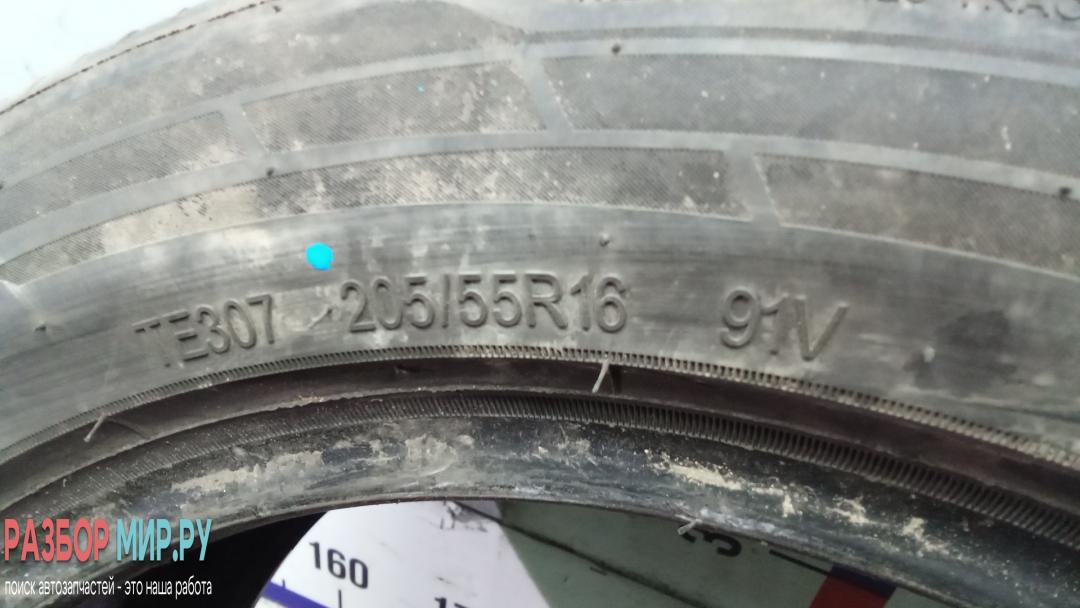 TE307 205/55R16 91V
РАЗБОР МИР.РУ
поиск автозапчастей - это наша работа
160